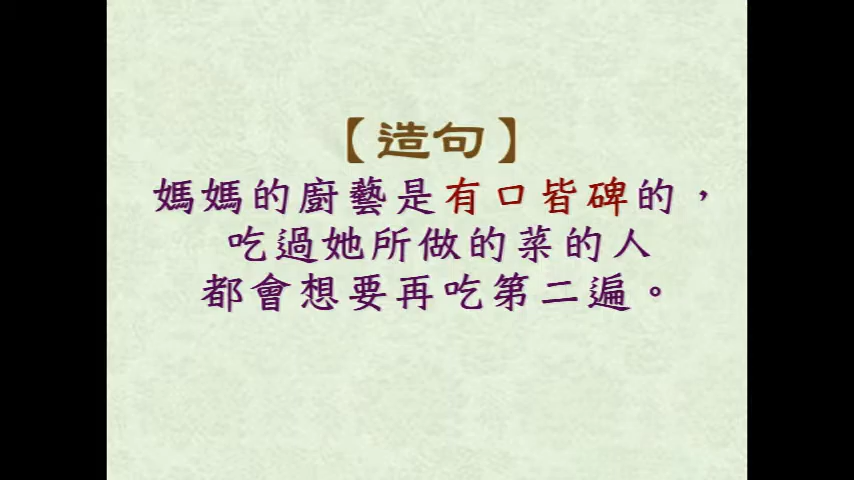 【造句】
媽媽的廚藝是有口皆碑的，
吃過她所做的菜的人
都會想要再吃第二遍。